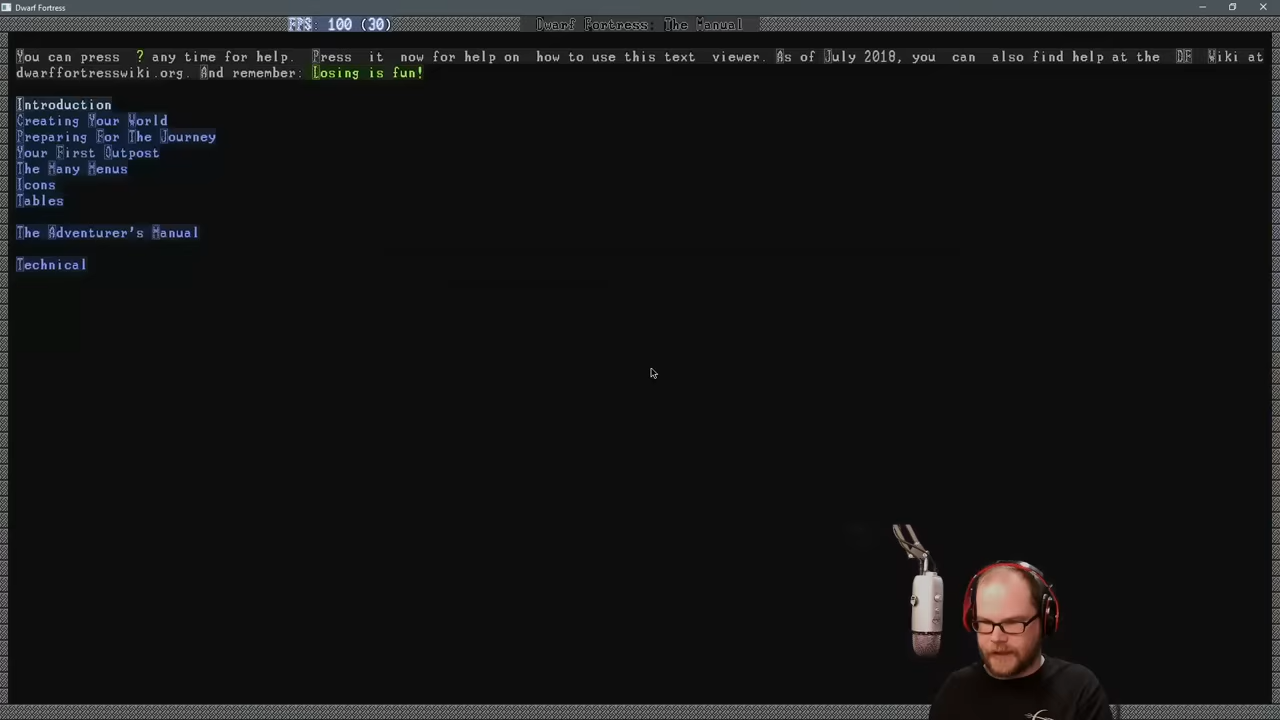 Dwarf Fortress
FPS: 100 (30)
Dwarf Fortress: The Manual
You can press ? any time for help. Press it now for help on how to use this text viewer. As of July 2018, you can also find help at the DF Wiki at
dwarffortresswiki.org. And remember: Losing is fun!
Introduction
Creating Your World
Preparing For The Journey
Your First Outpost
The Many Menus
Icons
Tables
The Adventurer's Manual
Technical